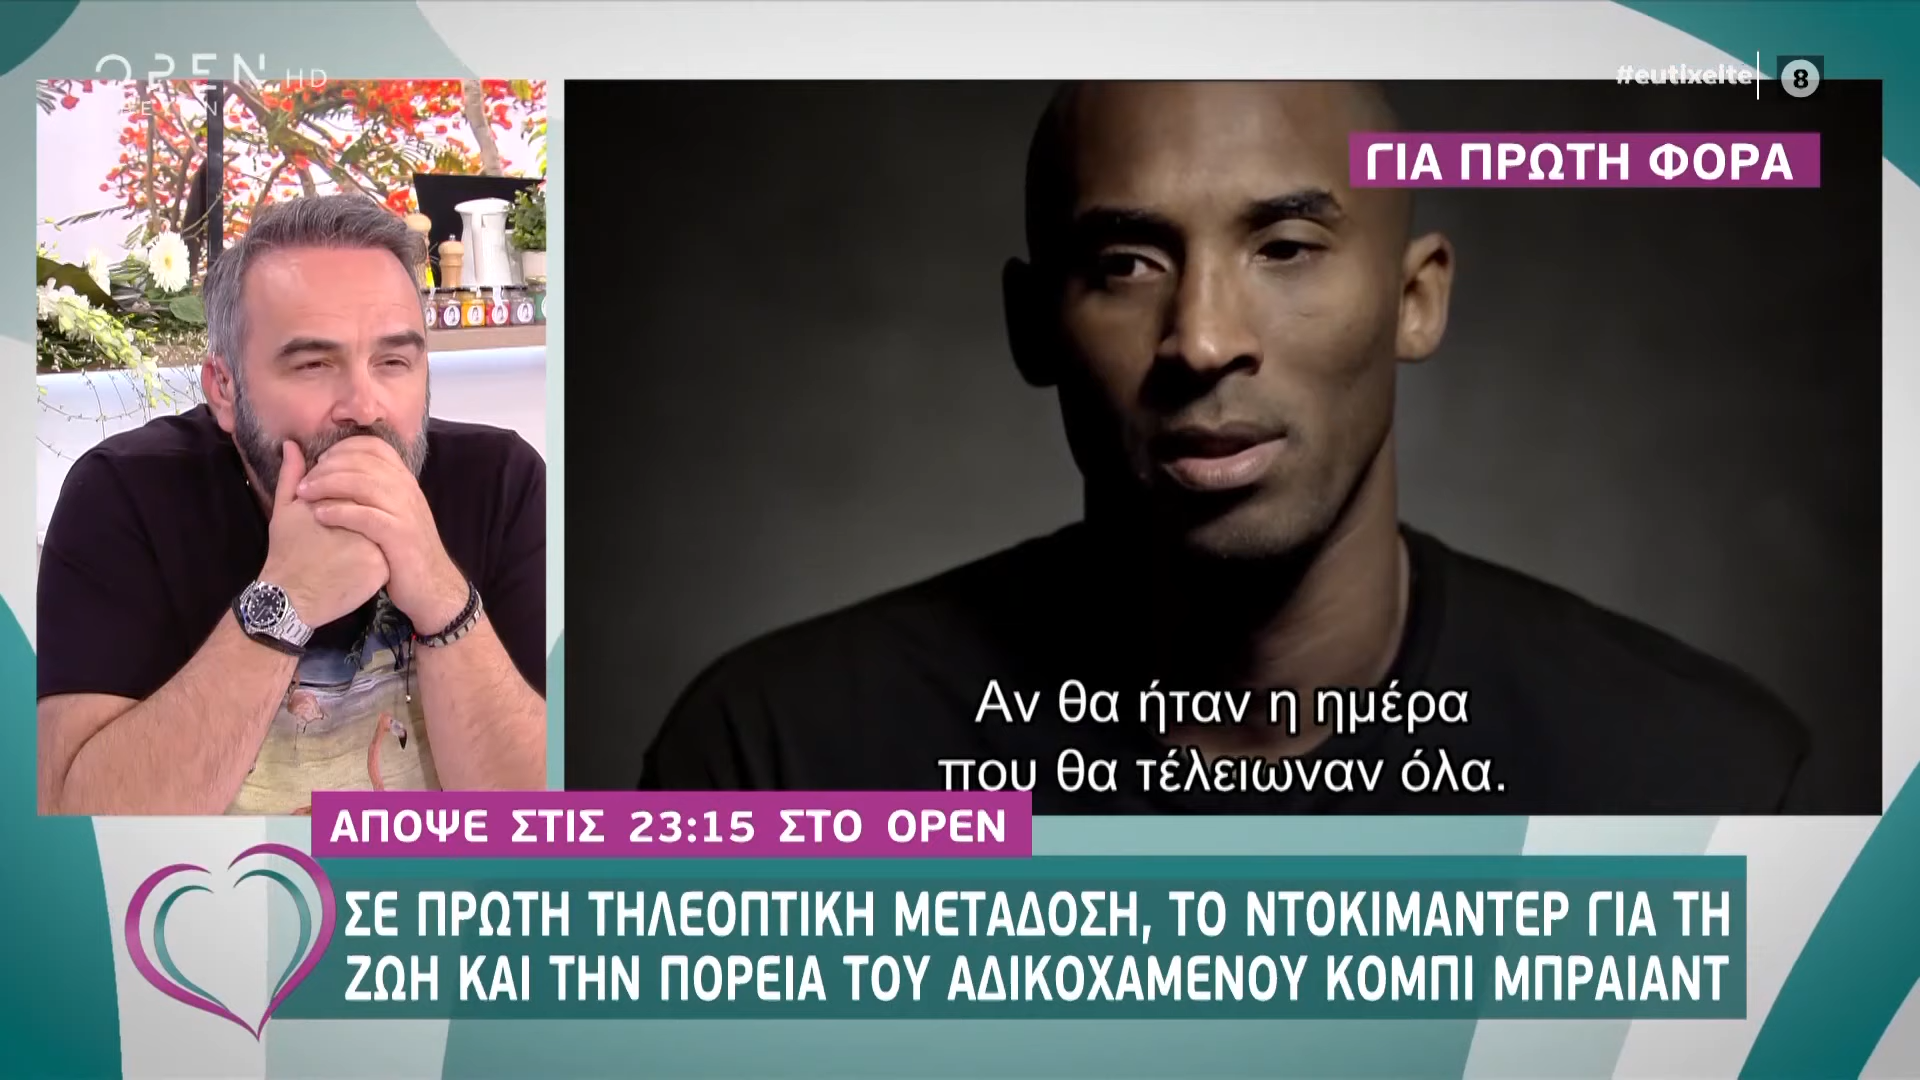 OPEN HD
#eutixeite
8
ΓΙΑ ΠΡΩΤΗ ΦΟΡΑ
Αν θα ήταν η ημέρα
που θα τέλειωναν όλα.
ΑΠΟΨΕ ΣΤΙΣ 23:15 ΣΤΟ OPEN
ΣΕ ΠΡΩΤΗ ΤΗΛΕΟΠΤΙΚΗ ΜΕΤΑΔΟΣΗ, ΤΟ ΝΤΟΚΙΜΑΝΤΕΡ ΓΙΑ ΤΗ
ΖΩΗ ΚΑΙ ΤΗΝ ΠΟΡΕΙΑ ΤΟΥ ΑΔΙΚΟΧΑΜΕΝΟΥ ΚΟΜΠΙ ΜΠΡΑΙΑΝΤ